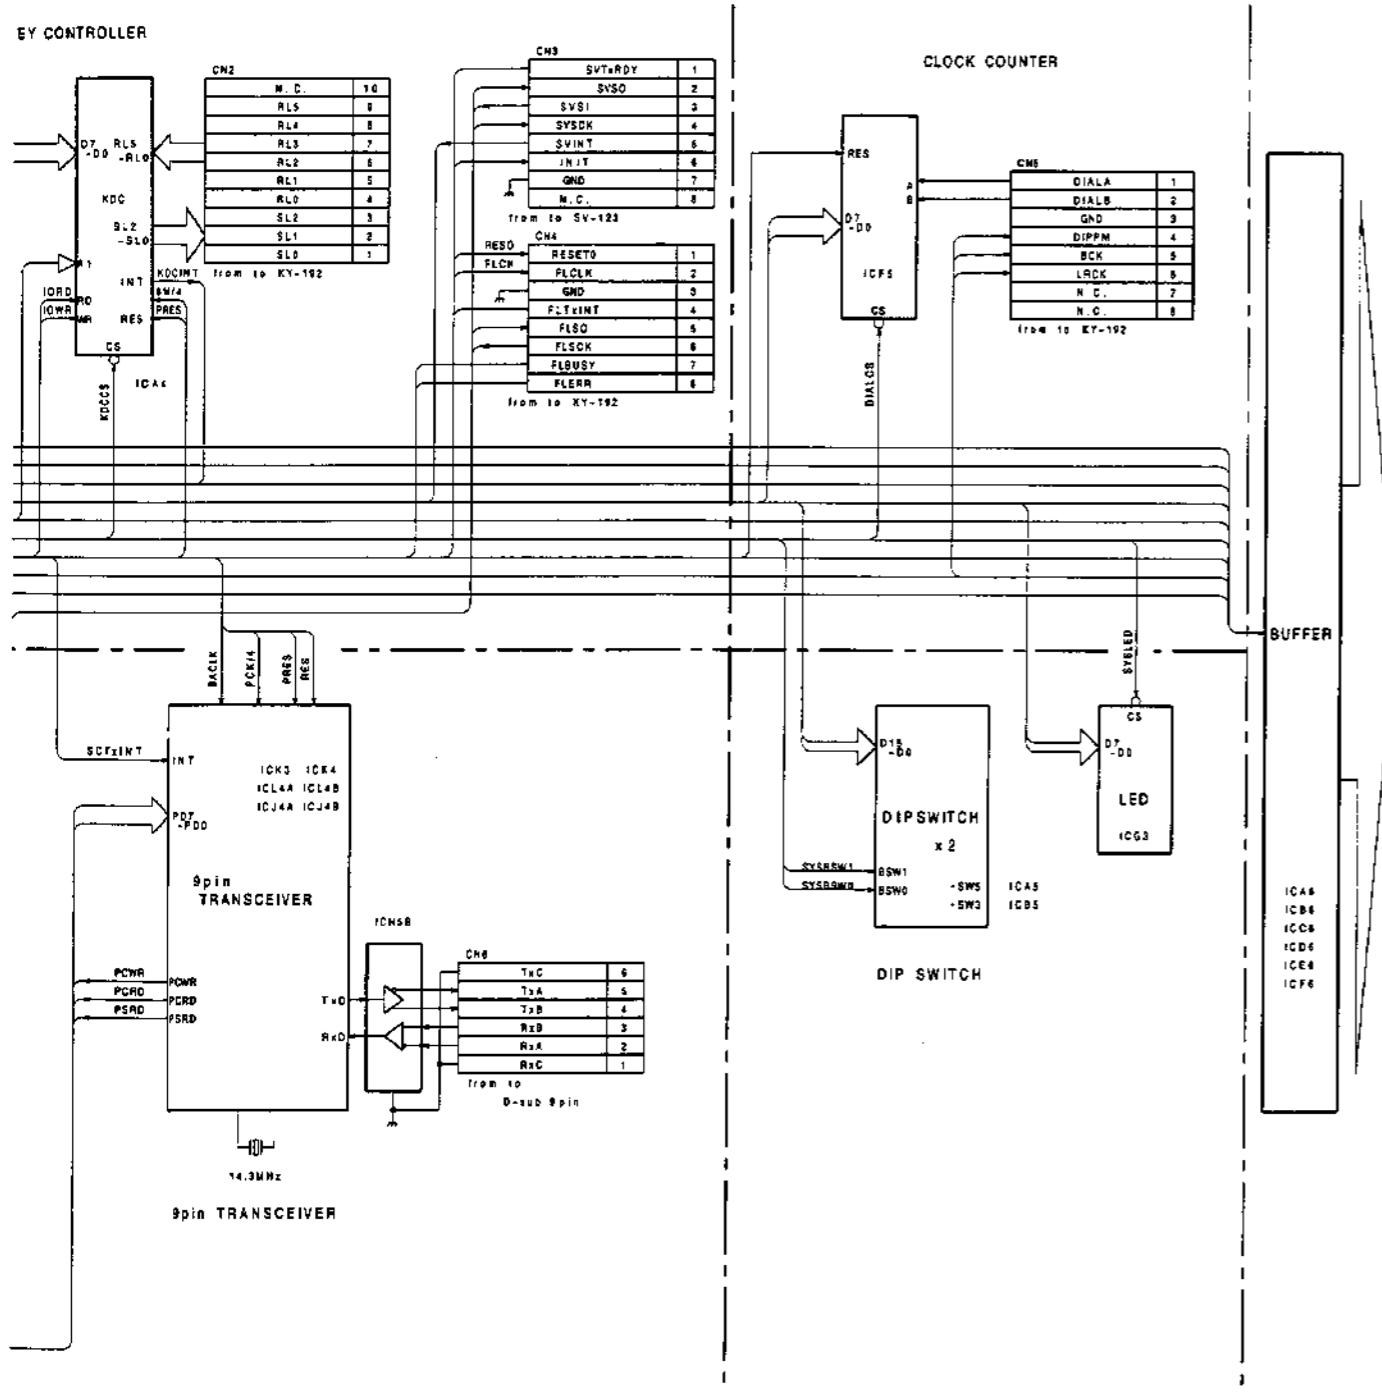 EY CONTROLLER
CN2
N. C. 10
RL5 9
RL4 8
RL3 7
RL2 6
RL1 5
RL0 4
SL2 3
SL1 2
SL0 1
from to KY-192
D7 -D0
RL5 -RL0
KDC
SL2 -SL0
INT
RD
WR
RES
CS
IORD
IOWR
KDCINT
PRES
KDCCS
CN3
SVTxRDY 1
SVSO 2
SVSI 3
SVSCK 4
SVINT 5
INIT 6
GND 7
N.C. 8
from to SV-123
CN4
RESET0 1
FLCLK 2
GND 3
FLTxINT 4
FLSO 5
FLSCK 6
FLBUSY 7
FLERR 8
from to KY-192
RES0
FLCK
CLOCK COUNTER
RES
A
B
D7 -D0
ICF5
CS
DIALCS
CN5
DIALA 1
DIALB 2
GND 3
DIPPM 4
BCK 5
LRCK 6
N.C. 7
N.C. 8
from to KY-192
BUFFER
ICA6
ICB6
ICC6
ICD6
ICE6
ICF6
BACLK
PCK/4
PRES
RES
SCTxINT
INT
ICK3 ICK4
ICL4A ICL4B
ICJ4A ICJ4B
PD7 -PD0
9pin
TRANSCEIVER
PCWR
PCRD
PSRD
PCWR
PCRD
PSRD
TxD
RxD
ICH5B
CN6
TxC 6
TxA 5
TxB 4
RxB 3
RxA 2
RxC 1
from to
D-sub 9pin
14.3MHz
9pin TRANSCEIVER
D15 -D0
DIPSWITCH
x 2
SYSBSW1
SYSBSW0
BSW1
BSW0
-SW5 ICA5
-SW3 ICB5
DIP SWITCH
SYSLED
CS
D7 -D0
LED
ICG3